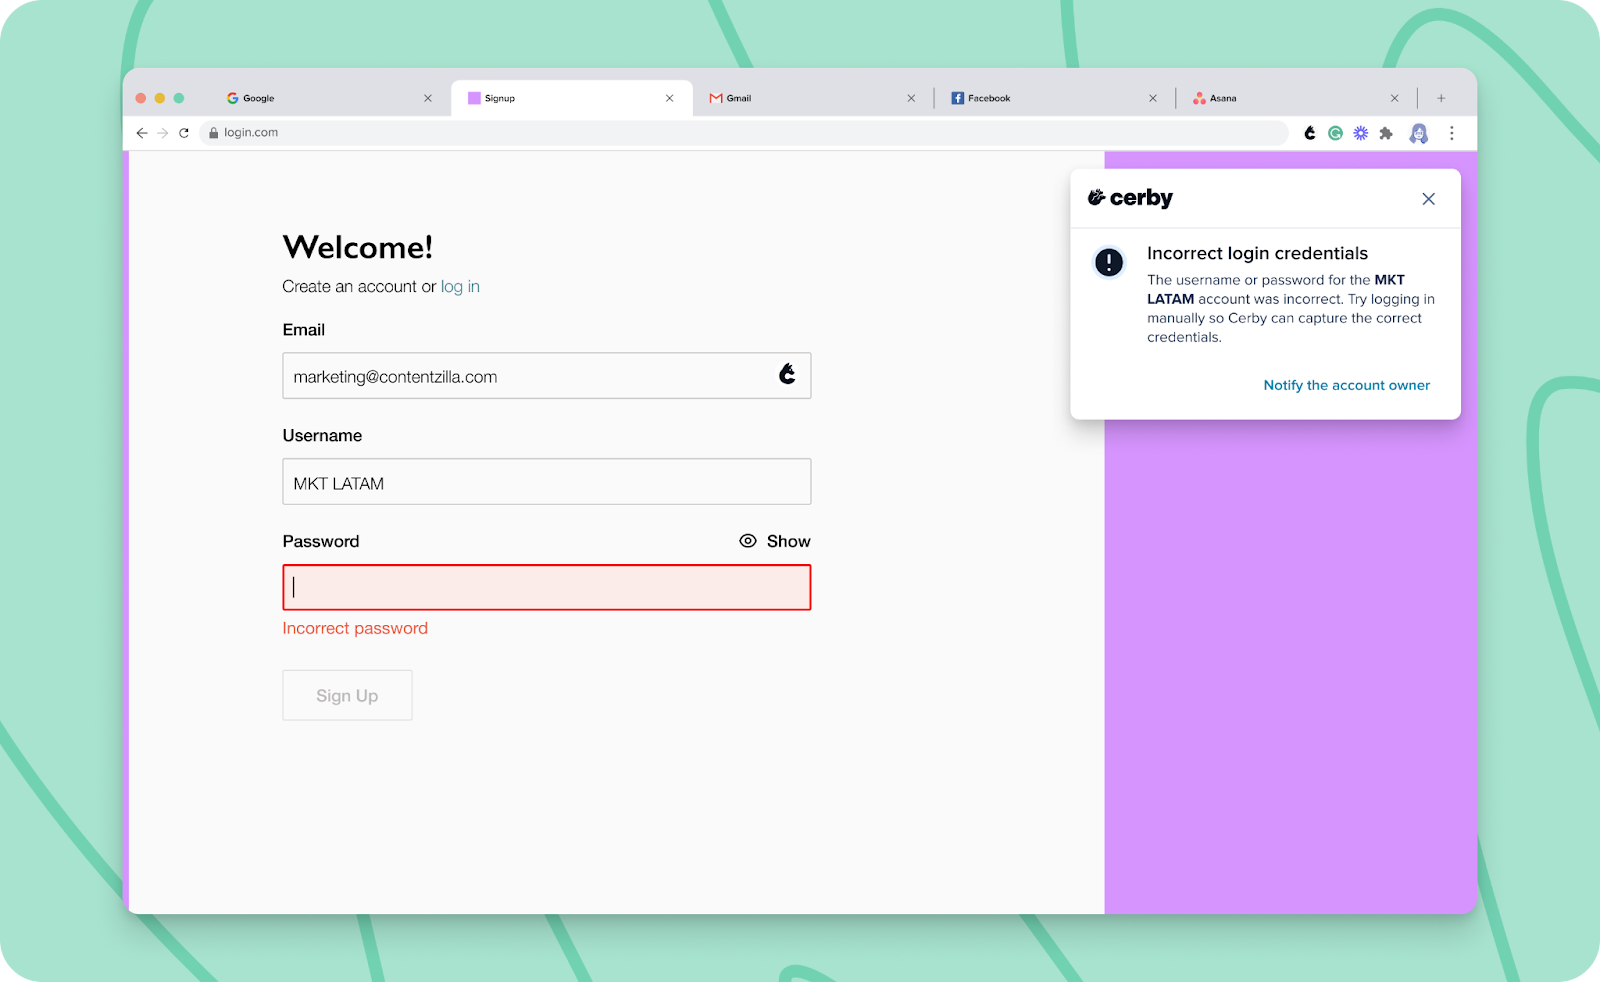 Google
Signup
Gmail
Facebook
Asana
login.com
cerby
Incorrect login credentials
The username or password for the MKT
LATAM account was incorrect. Try logging in
manually so Cerby can capture the correct
credentials.
Notify the account owner
Welcome!
Create an account or log in
Email
marketing@contentzilla.com
Username
MKT LATAM
Password
Show
Incorrect password
Sign Up